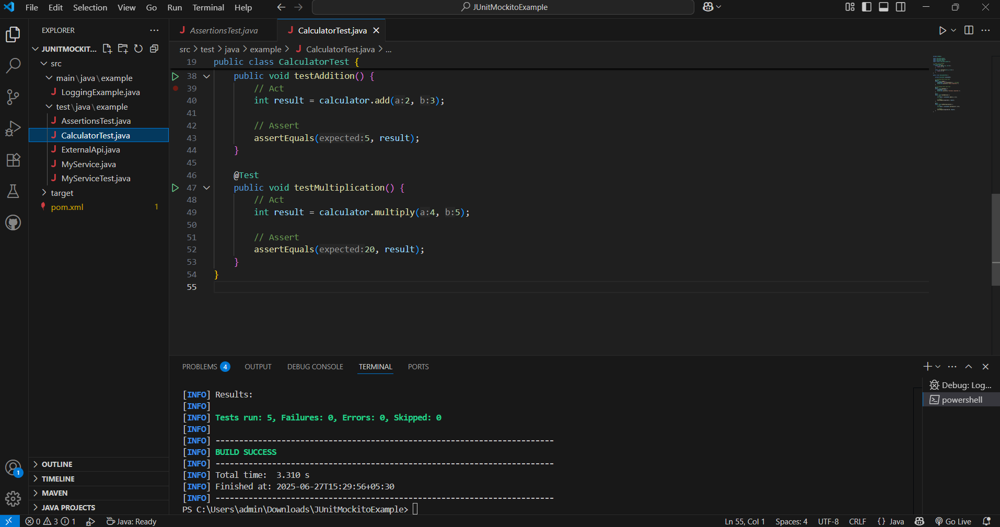 File Edit Selection View Go Run Terminal Help
JUnitMockitoExample
EXPLORER
JUNITMOCKIT...
src
main\java\example
LoggingExample.java
test\java\example
AssertionsTest.java
CalculatorTest.java
ExternalApi.java
MyService.java
MyServiceTest.java
target
pom.xml 1
OUTLINE
TIMELINE
MAVEN
JAVA PROJECTS
1
AssertionsTest.java CalculatorTest.java
src > test > java > example > CalculatorTest.java > ...
19 public class CalculatorTest {
38 public void testAddition() {
39 // Act
40 int result = calculator.add(a:2, b:3);
41
42 // Assert
43 assertEquals(expected:5, result);
44 }
45
46 @Test
47 public void testMultiplication() {
48 // Act
49 int result = calculator.multiply(a:4, b:5);
50
51 // Assert
52 assertEquals(expected:20, result);
53 }
54 }
55
PROBLEMS 4 OUTPUT DEBUG CONSOLE TERMINAL PORTS
[INFO] Results:
[INFO]
[INFO] Tests run: 5, Failures: 0, Errors: 0, Skipped: 0
[INFO]
[INFO] ------------------------------------------------------------------------
[INFO] BUILD SUCCESS
[INFO] ------------------------------------------------------------------------
[INFO] Total time:  3.310 s
[INFO] Finished at: 2025-06-27T15:29:56+05:30
[INFO] ------------------------------------------------------------------------
PS C:\Users\admin\Downloads\JUnitMockitoExample>
Debug: Log...
powershell
0 3 1 Java: Ready Ln 55, Col 1 Spaces: 4 UTF-8 CRLF {} Java Go Live